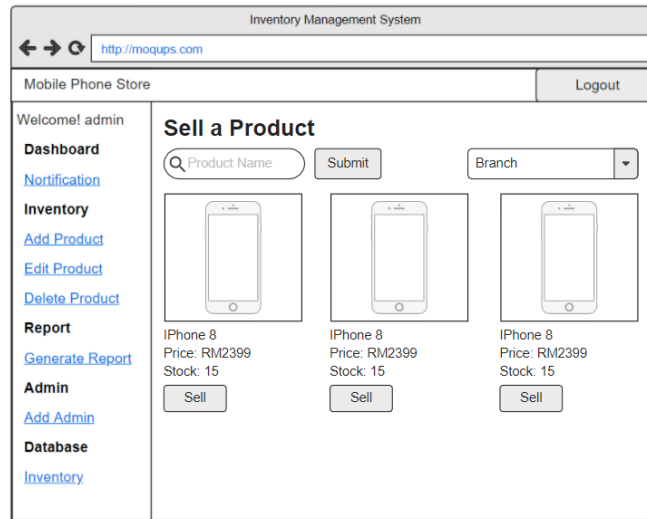 Inventory Management System
http://moqups.com
Mobile Phone Store
Logout
Welcome! admin
Dashboard
Nortification
Inventory
Add Product
Edit Product
Delete Product
Report
Generate Report
Admin
Add Admin
Database
Inventory
Sell a Product
Product Name
Submit
Branch
IPhone 8
Price: RM2399
Stock: 15
Sell
IPhone 8
Price: RM2399
Stock: 15
Sell
IPhone 8
Price: RM2399
Stock: 15
Sell